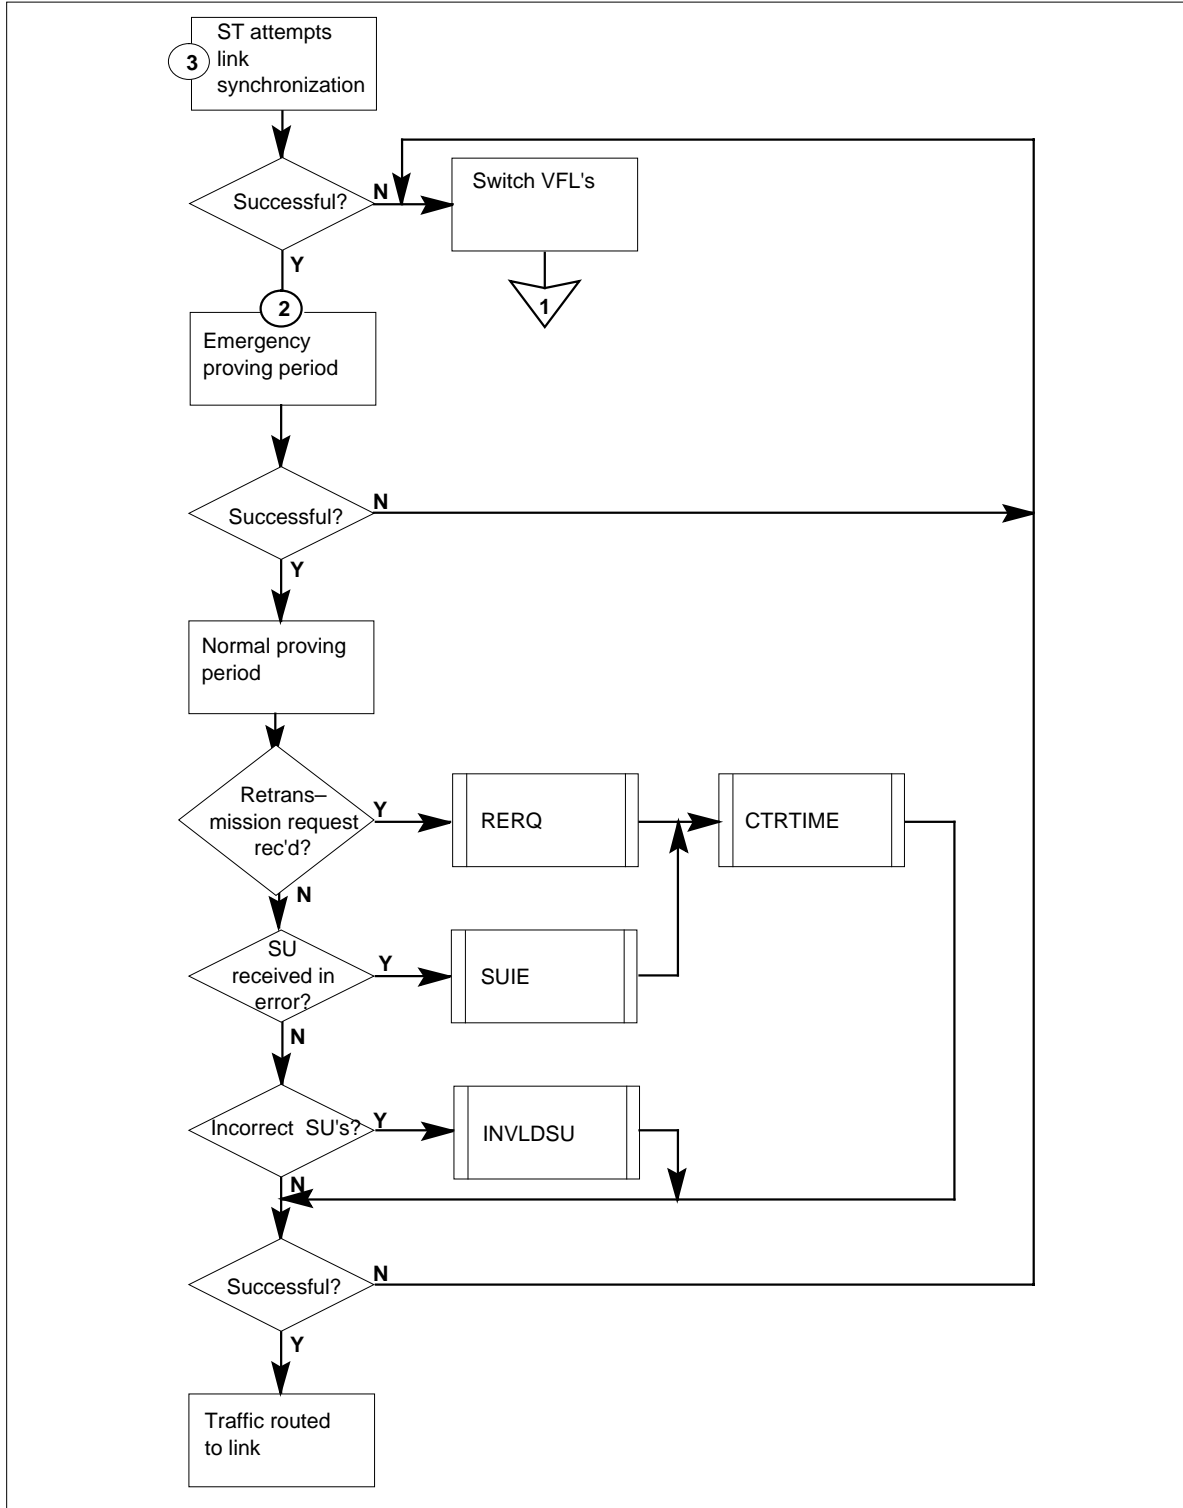 ST attempts
link
synchronization
3
Successful?
N
Switch VFL's
Y
1
2
Emergency
proving period
Successful?
N
Y
Normal proving
period
Retrans–
mission request
rec'd?
Y
RERQ
CTRTIME
N
SU
received in
error?
Y
SUIE
N
Incorrect SU's?
Y
INVLDSU
N
Successful?
N
Y
Traffic routed
to link